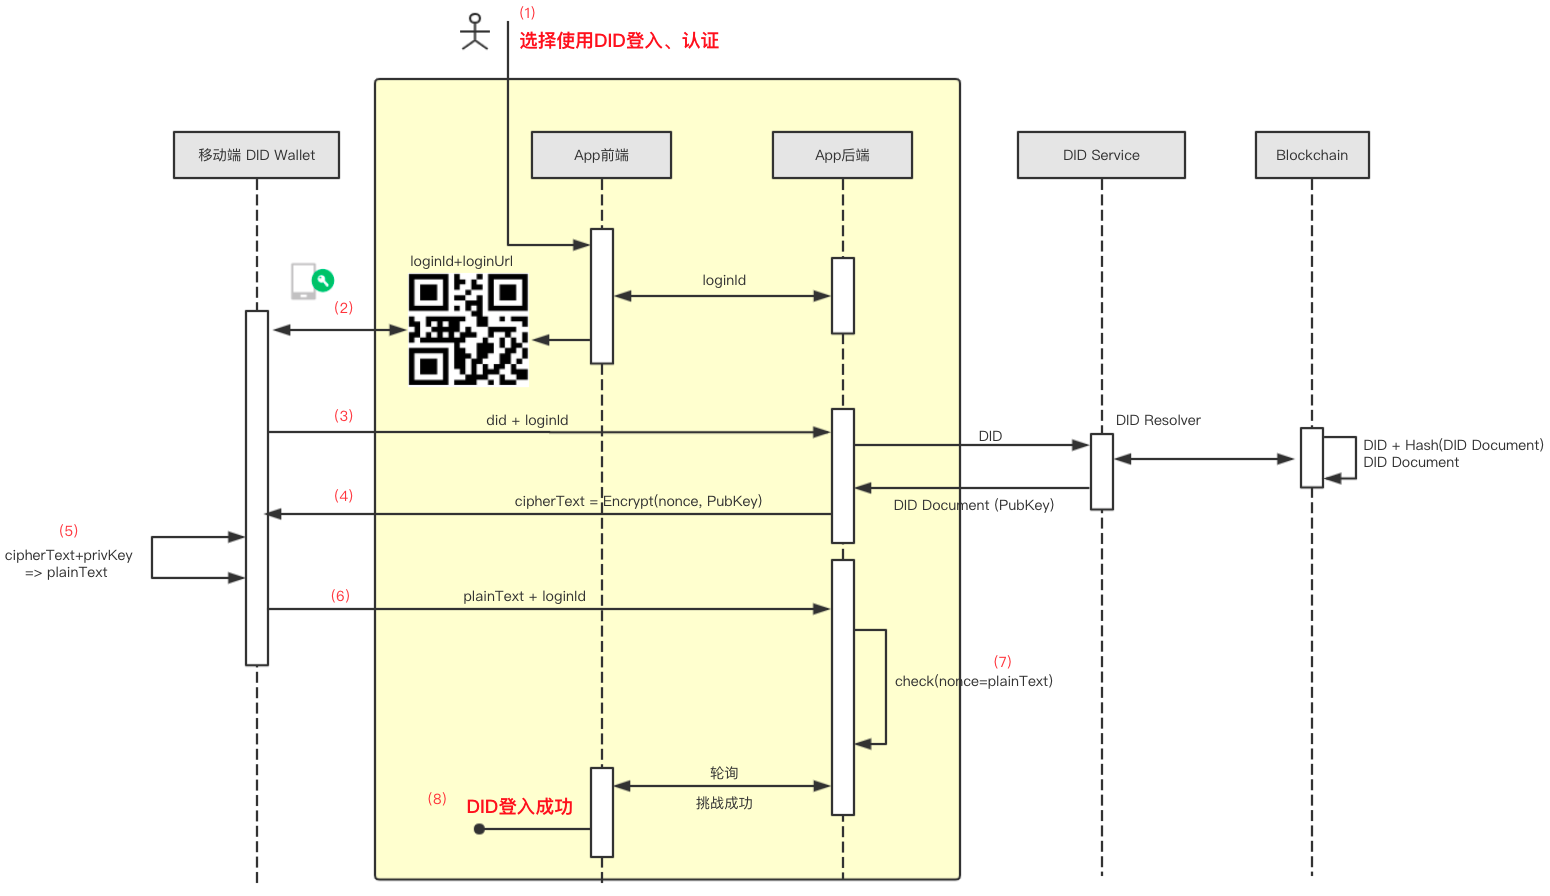 (1)
选择使用DID登入、认证
移动端 DID Wallet
App前端
App后端
DID Service
Blockchain
loginId+loginUrl
loginId
(2)
(3)
did + loginId
DID
DID Resolver
DID + Hash(DID Document)
DID Document
(4)
cipherText = Encrypt(nonce, PubKey)
DID Document (PubKey)
(5)
cipherText+privKey
=> plainText
(6)
plainText + loginId
(7)
check(nonce=plainText)
轮询
挑战成功
(8)
DID登入成功